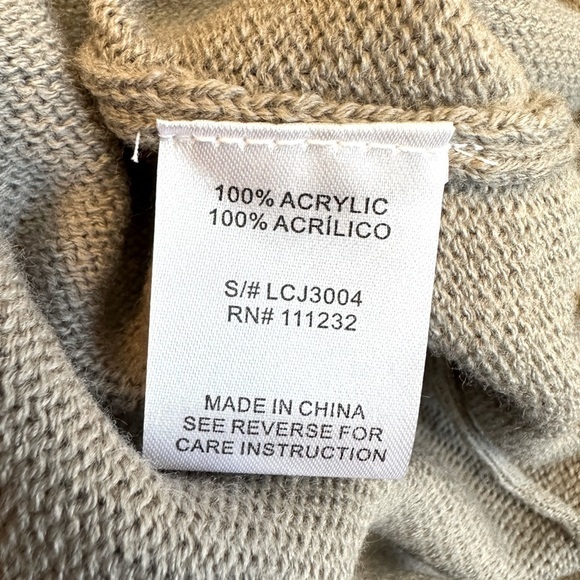 100% ACRYLIC
100% ACRÍLICO
S/# LCJ3004
RN# 111232
MADE IN CHINA
SEE REVERSE FOR
CARE INSTRUCTION